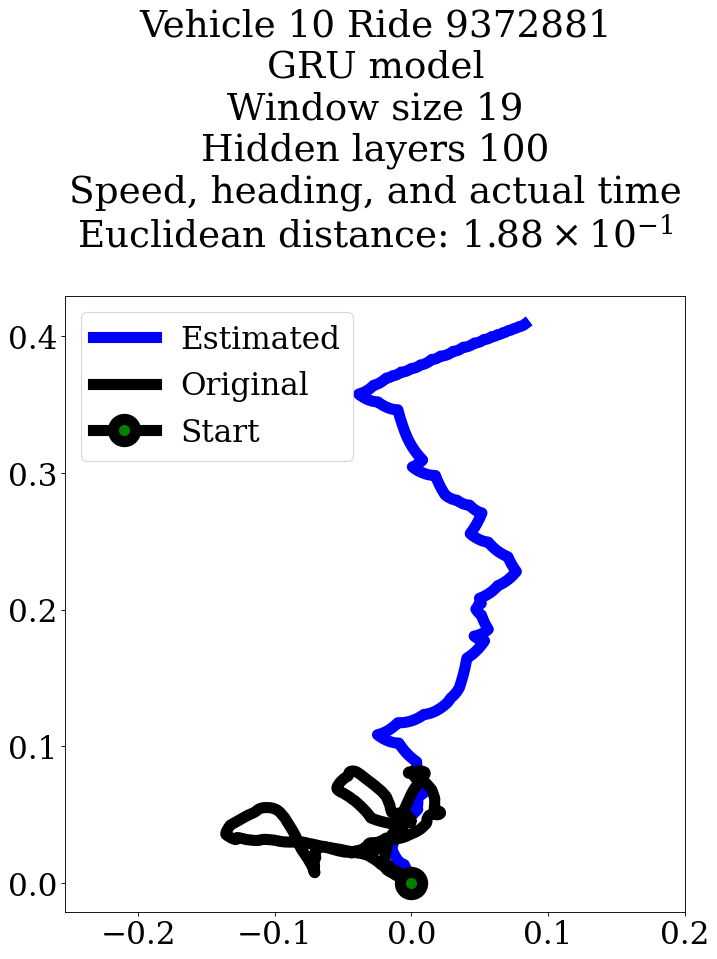 Vehicle 10 Ride 9372881
GRU model
Window size 19
Hidden layers 100
Speed, heading, and actual time
Euclidean distance: 1.88 × 10⁻¹
Estimated
Original
Start
0.4
0.3
0.2
0.1
0.0
−0.2
−0.1
0.0
0.1
0.2